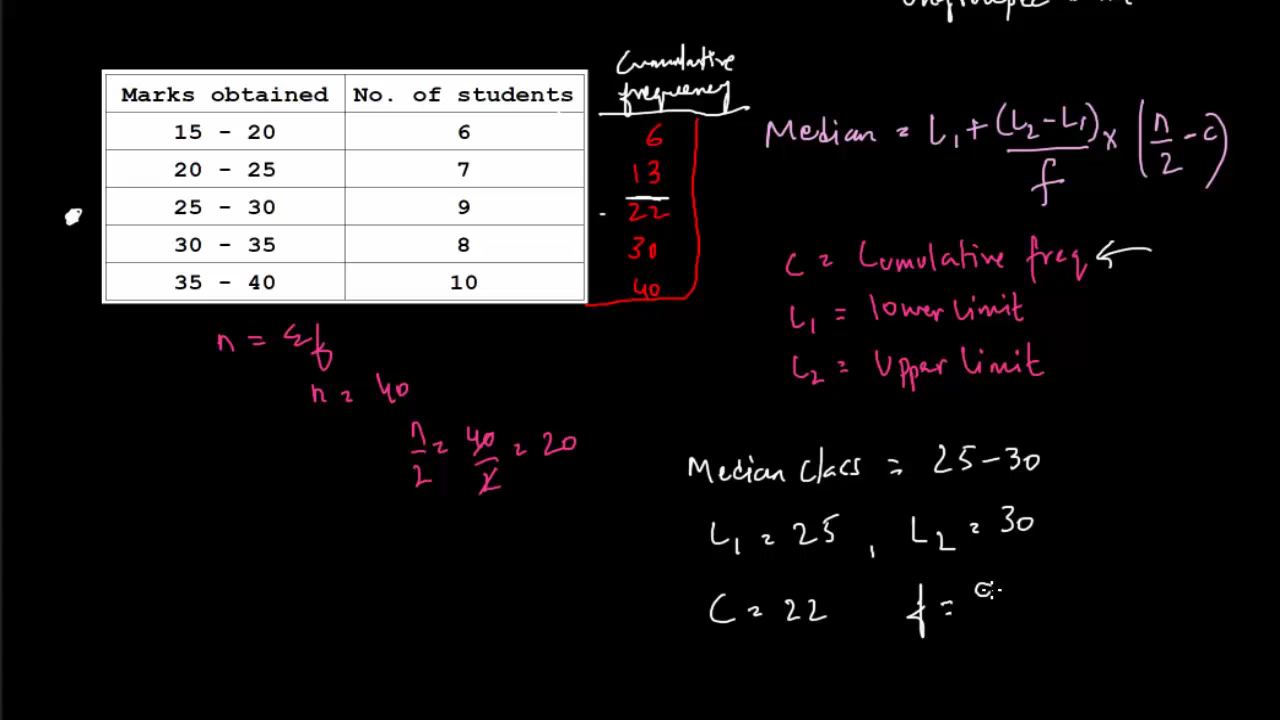 Cumulative
frequency
Marks obtained No. of students
15 - 20 6 6
20 - 25 7 13
25 - 30 9 22
30 - 35 8 30
35 - 40 10 40
Median = L₁ + (L₂ - L₁)/f × (n/2 - c)
C = Cumulative freq
L₁ = lower limit
L₂ = Upper limit
n = Σf
n = 40
n/2 = 40/2 = 20
Median class = 25-30
L₁ = 25 , L₂ = 30
C = 22 f =